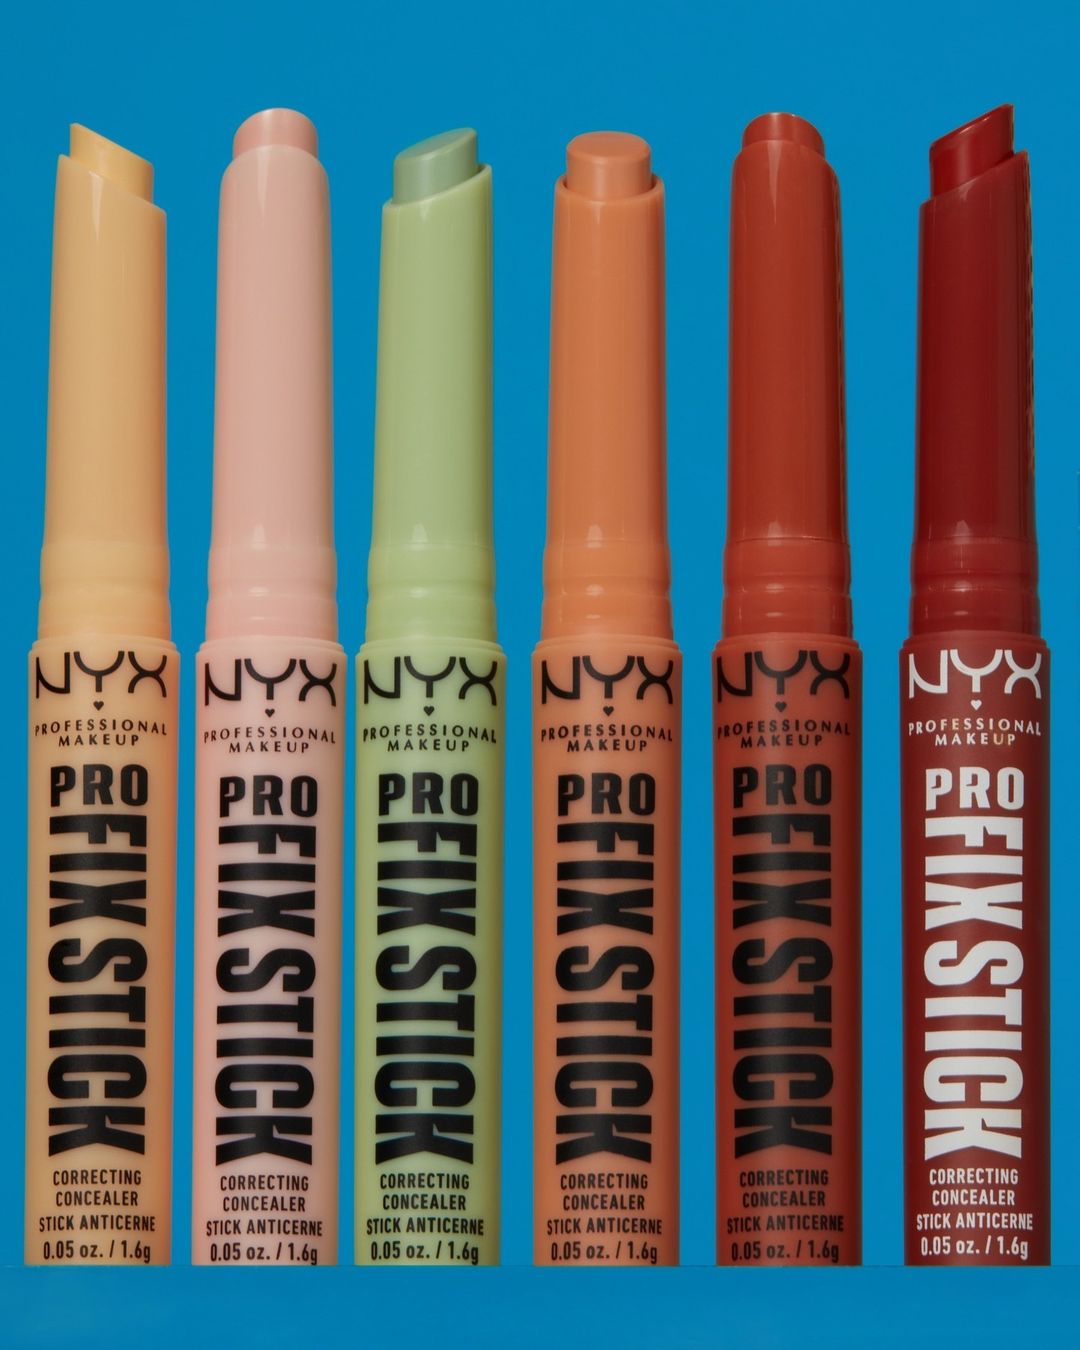 NYX
PROFESSIONAL
MAKEUP
PRO
FIX STICK
CORRECTING
CONCEALER
STICK ANTICERNE
0.05 oz. / 1.6g
NYX
PROFESSIONAL
MAKEUP
PRO
FIX STICK
CORRECTING
CONCEALER
STICK ANTICERNE
0.05 oz. / 1.6g
NYX
PROFESSIONAL
MAKEUP
PRO
FIX STICK
CORRECTING
CONCEALER
STICK ANTICERNE
0.05 oz. / 1.6g
NYX
PROFESSIONAL
MAKEUP
PRO
FIX STICK
CORRECTING
CONCEALER
STICK ANTICERNE
0.05 oz. / 1.6g
NYX
PROFESSIONAL
MAKEUP
PRO
FIX STICK
CORRECTING
CONCEALER
STICK ANTICERNE
0.05 oz. / 1.6g
NYX
PROFESSIONAL
MAKEUP
PRO
FIX STICK
CORRECTING
CONCEALER
STICK ANTICERNE
0.05 oz. / 1.6g